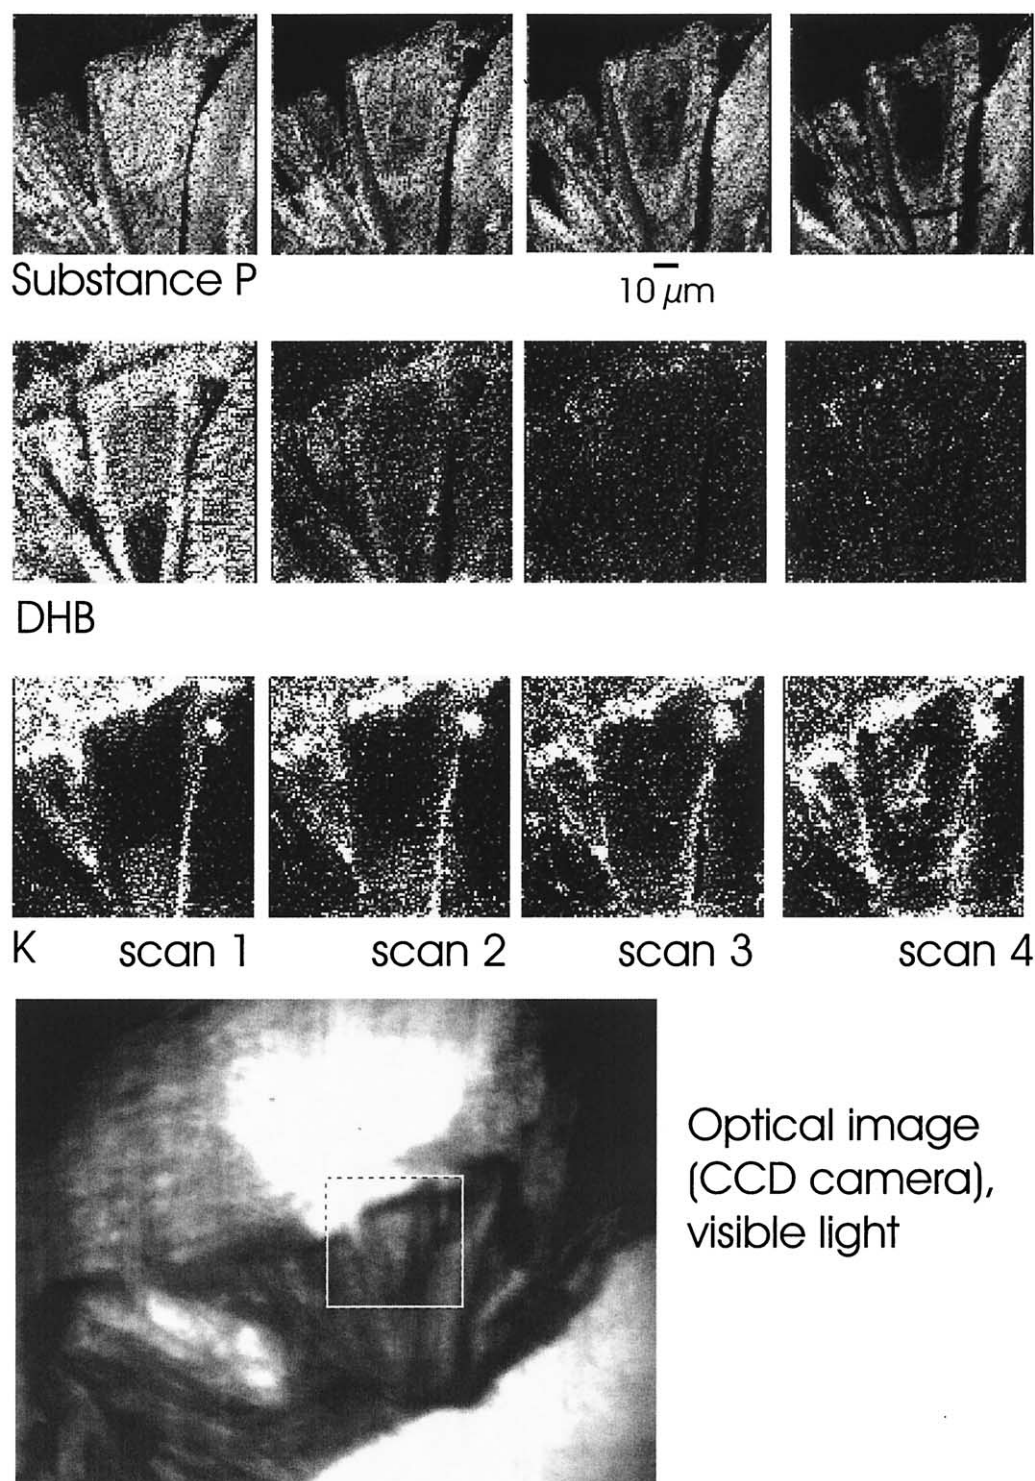 Substance P
10 μm
DHB
K
scan 1
scan 2
scan 3
scan 4
Optical image
(CCD camera),
visible light